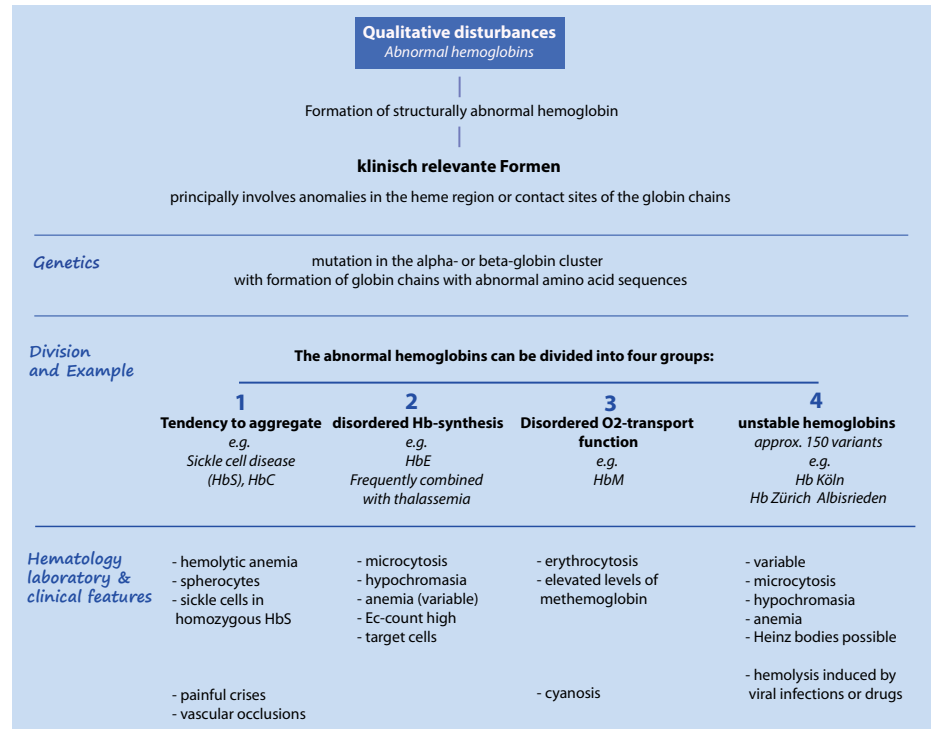 Qualitative disturbances
Abnormal hemoglobins
Formation of structurally abnormal hemoglobin
klinisch relevante Formen
principally involves anomalies in the heme region or contact sites of the globin chains
Genetics
mutation in the alpha- or beta-globin cluster
with formation of globin chains with abnormal amino acid sequences
Division
and Example
The abnormal hemoglobins can be divided into four groups:
1
Tendency to aggregate
e.g.
Sickle cell disease
(HbS), HbC
2
disordered Hb-synthesis
e.g.
HbE
Frequently combined
with thalassemia
3
Disordered O2-transport
function
e.g.
HbM
4
unstable hemoglobins
approx. 150 variants
e.g.
Hb Köln
Hb Zürich Albisrieden
Hematology
laboratory &
clinical features
- hemolytic anemia
- spherocytes
- sickle cells in
homozygous HbS
- painful crises
- vascular occlusions
- microcytosis
- hypochromasia
- anemia (variable)
- Ec-count high
- target cells
- erythrocytosis
- elevated levels of
methemoglobin
- cyanosis
- variable
- microcytosis
- hypochromasia
- anemia
- Heinz bodies possible
- hemolysis induced by
viral infections or drugs